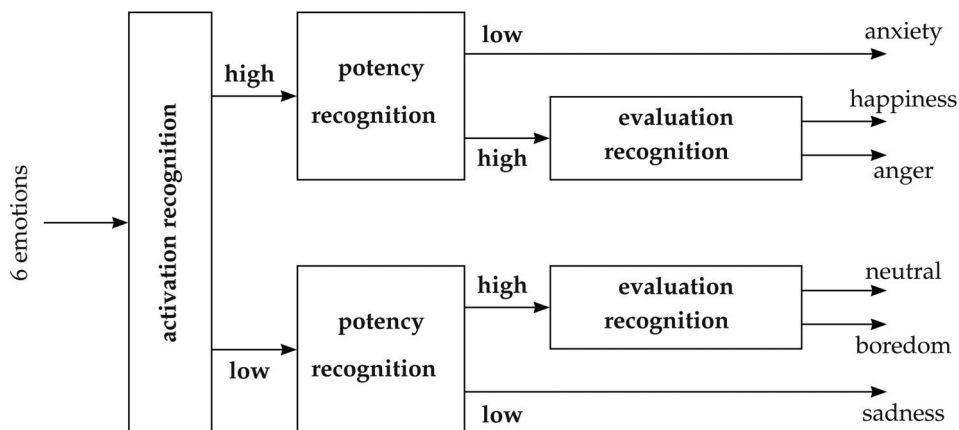 6 emotions
activation recognition
high
potency
recognition
low
anxiety
high
evaluation
recognition
happiness
anger
low
potency
recognition
high
evaluation
recognition
neutral
boredom
low
sadness